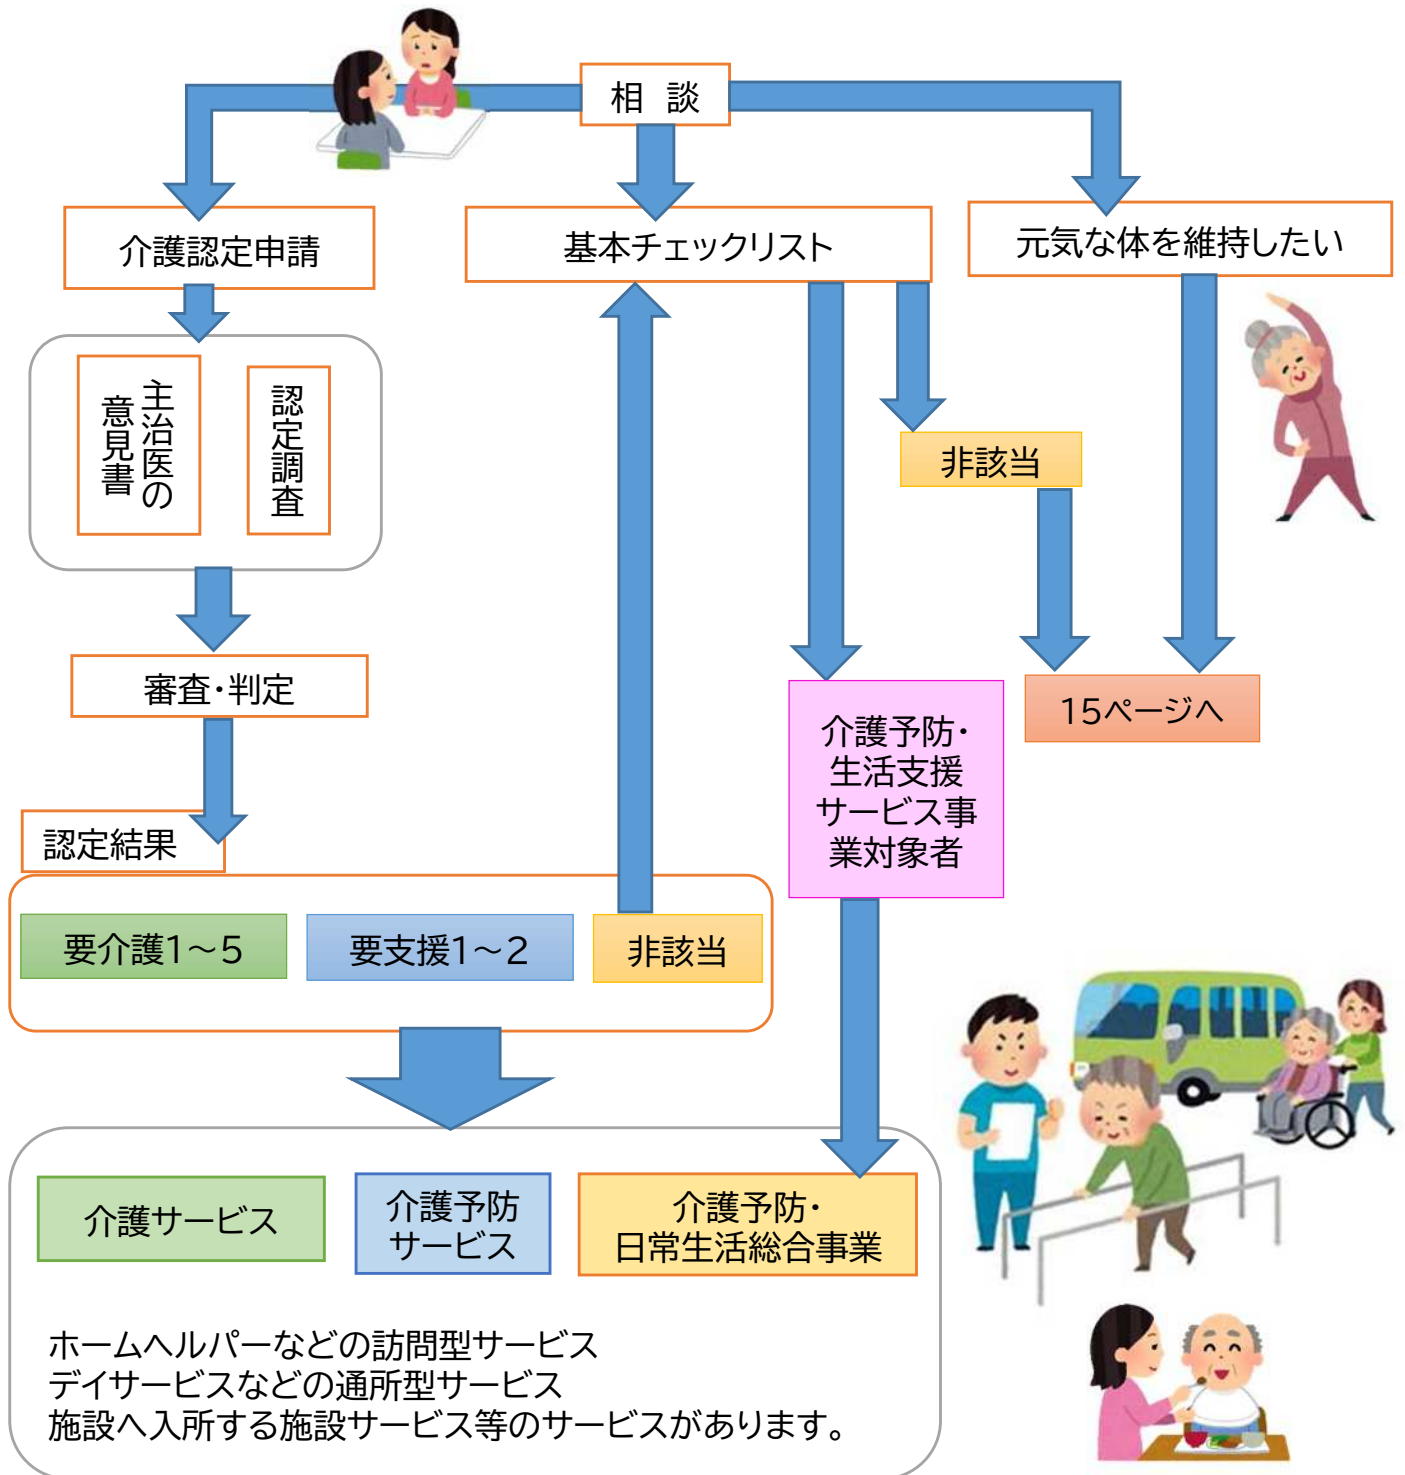 相 談
介護認定申請
基本チェックリスト
元気な体を維持したい
主治医の
意見書
認定調査
非該当
審査・判定
15ページへ
介護予防・
生活支援
サービス事
業対象者
認定結果
要介護1～5
要支援1～2
非該当
介護サービス
介護予防
サービス
介護予防・
日常生活総合事業
ホームヘルパーなどの訪問型サービス
デイサービスなどの通所型サービス
施設へ入所する施設サービス等のサービスがあります。